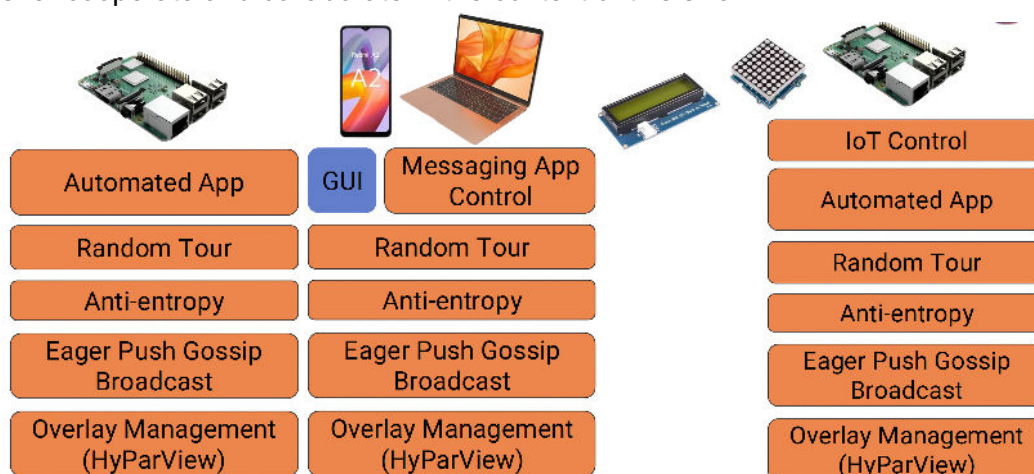 Redmi A2
A2
IoT Control
Automated App
GUI
Messaging App
Control
Automated App
Random Tour
Random Tour
Random Tour
Anti-entropy
Anti-entropy
Anti-entropy
Eager Push Gossip
Broadcast
Eager Push Gossip
Broadcast
Eager Push Gossip
Broadcast
Overlay Management
(HyParView)
Overlay Management
(HyParView)
Overlay Management
(HyParView)